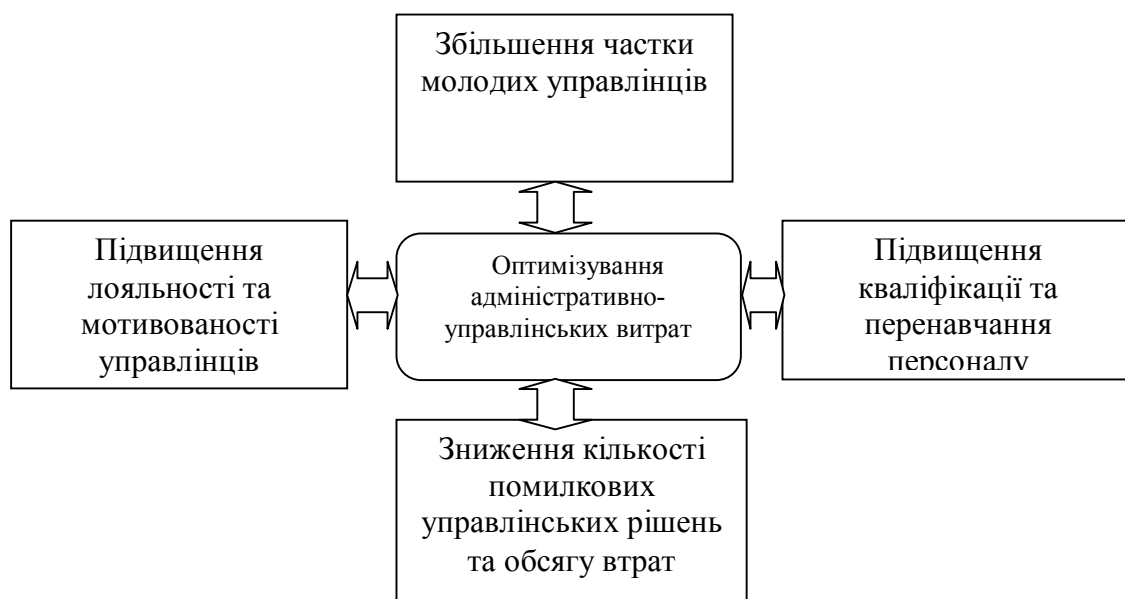 Збільшення частки
молодих управлінців
Підвищення
лояльності та
мотивованості
управлінців
Оптимізування
адміністративно-
управлінських витрат
Підвищення
кваліфікації та
перенавчання
персоналу
Зниження кількості
помилкових
управлінських рішень
та обсягу втрат